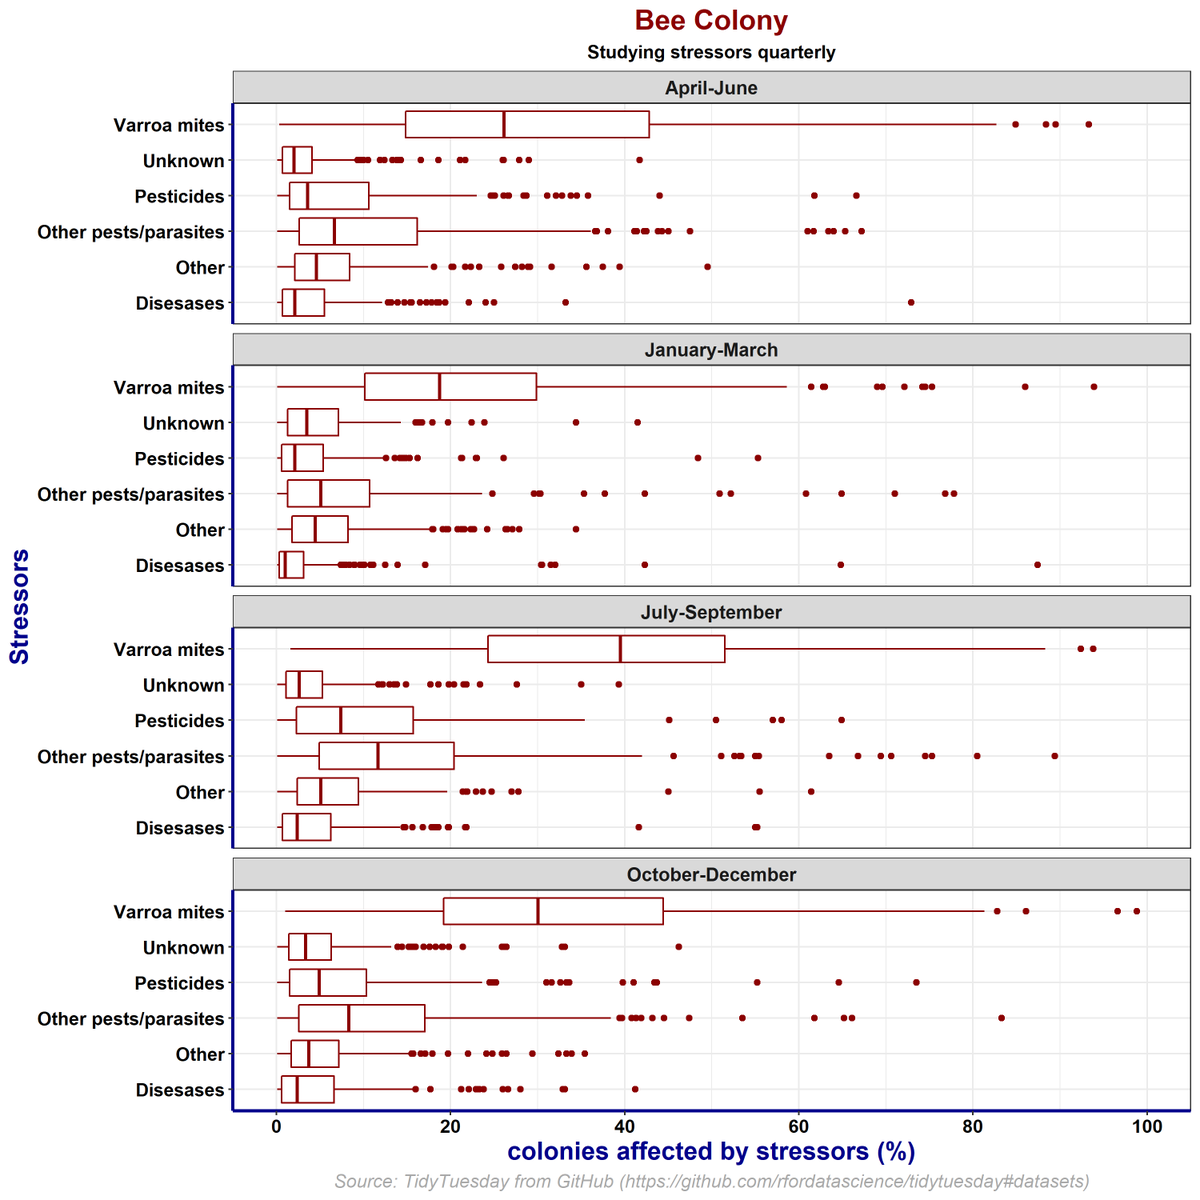 Bee Colony
Studying stressors quarterly
April-June
Varroa mites
Unknown
Pesticides
Other pests/parasites
Other
Disesases
January-March
Varroa mites
Unknown
Pesticides
Other pests/parasites
Other
Disesases
Stressors
July-September
Varroa mites
Unknown
Pesticides
Other pests/parasites
Other
Disesases
October-December
Varroa mites
Unknown
Pesticides
Other pests/parasites
Other
Disesases
0 20 40 60 80 100
colonies affected by stressors (%)
Source: TidyTuesday from GitHub (https://github.com/rfordatascience/tidytuesday#datasets)